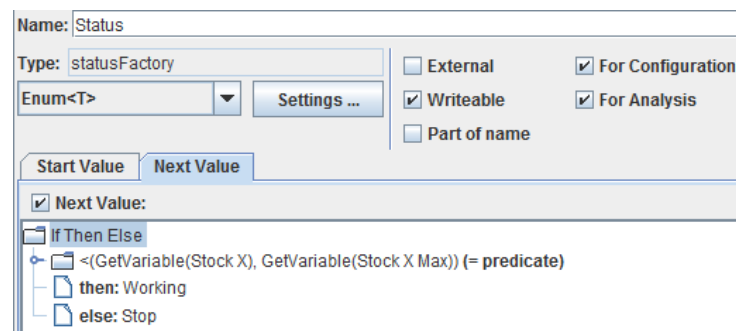 Name: Status
Type: statusFactory
External
For Configuration
Enum<T>
Settings ...
Writeable
For Analysis
Part of name
Start Value
Next Value
Next Value:
If Then Else
<(GetVariable(Stock X), GetVariable(Stock X Max)) (= predicate)
then: Working
else: Stop